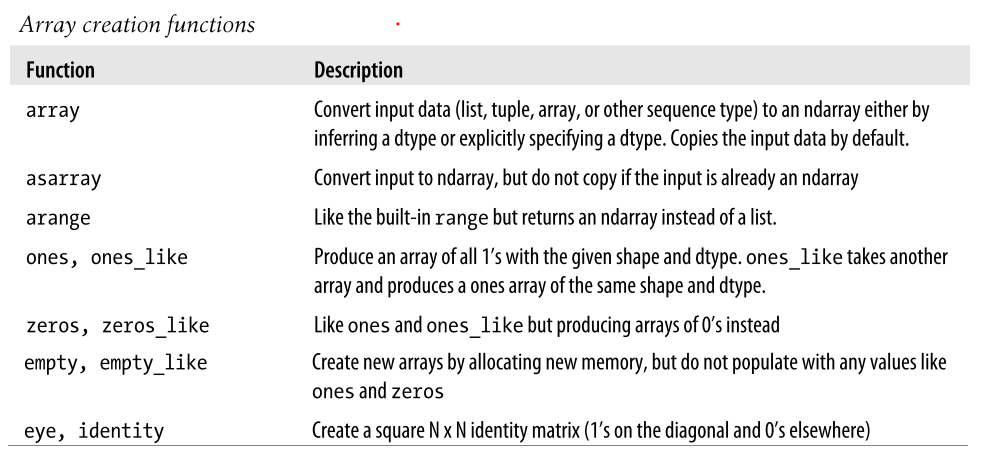 Array creation functions
Function Description
array Convert input data (list, tuple, array, or other sequence type) to an ndarray either by
inferring a dtype or explicitly specifying a dtype. Copies the input data by default.
asarray Convert input to ndarray, but do not copy if the input is already an ndarray
arange Like the built-in range but returns an ndarray instead of a list.
ones, ones_like Produce an array of all 1's with the given shape and dtype. ones_like takes another
array and produces a ones array of the same shape and dtype.
zeros, zeros_like Like ones and ones_like but producing arrays of 0's instead
empty, empty_like Create new arrays by allocating new memory, but do not populate with any values like
ones and zeros
eye, identity Create a square N x N identity matrix (1's on the diagonal and 0's elsewhere)